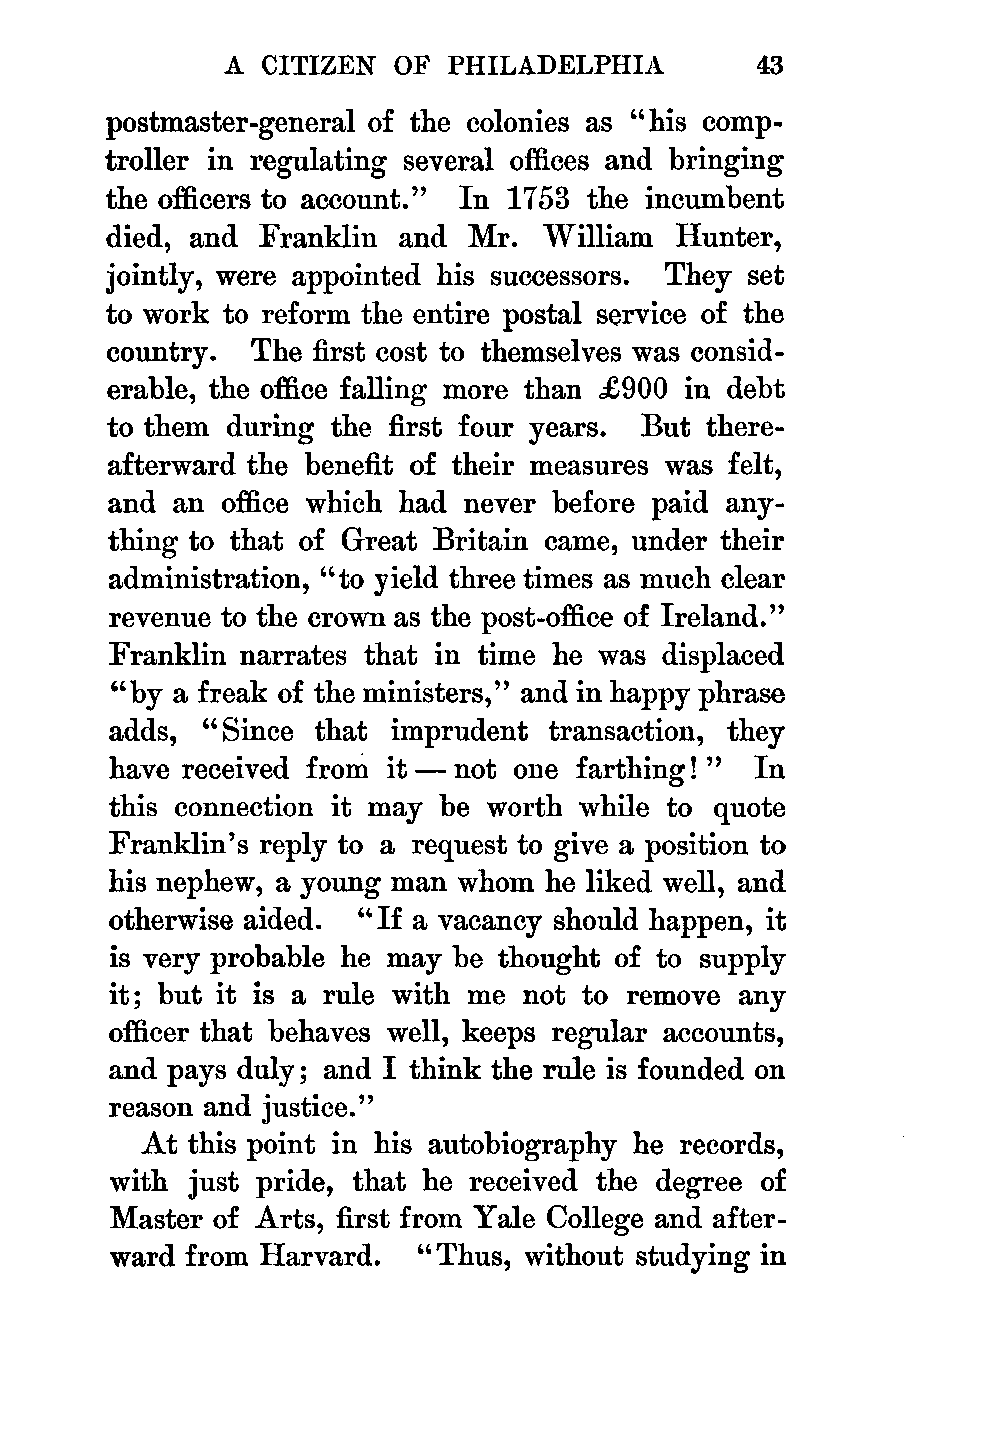 A CITIZEN OF PHILADELPHIA 43
postmaster-general of the colonies as “his comp-
troller in regulating several offices and bringing
the officers to account.” In 1753 the incumbent
died, and Franklin and Mr. William Hunter,
jointly, were appointed his successors. They set
to work to reform the entire postal service of the
country. The first cost to themselves was consid-
erable, the office falling more than £900 in debt
to them during the first four years. But there-
afterward the benefit of their measures was felt,
and an office which had never before paid any-
thing to that of Great Britain came, under their
administration, “to yield three times as much clear
revenue to the crown as the post-office of Ireland.”
Franklin narrates that in time he was displaced
“by a freak of the ministers,” and in happy phrase
adds, “Since that imprudent transaction, they
have received from it — not one farthing!” In
this connection it may be worth while to quote
Franklin’s reply to a request to give a position to
his nephew, a young man whom he liked well, and
otherwise aided. “If a vacancy should happen, it
is very probable he may be thought of to supply
it; but it is a rule with me not to remove any
officer that behaves well, keeps regular accounts,
and pays duly; and I think the rule is founded on
reason and justice.”
At this point in his autobiography he records,
with just pride, that he received the degree of
Master of Arts, first from Yale College and after-
ward from Harvard. “Thus, without studying in